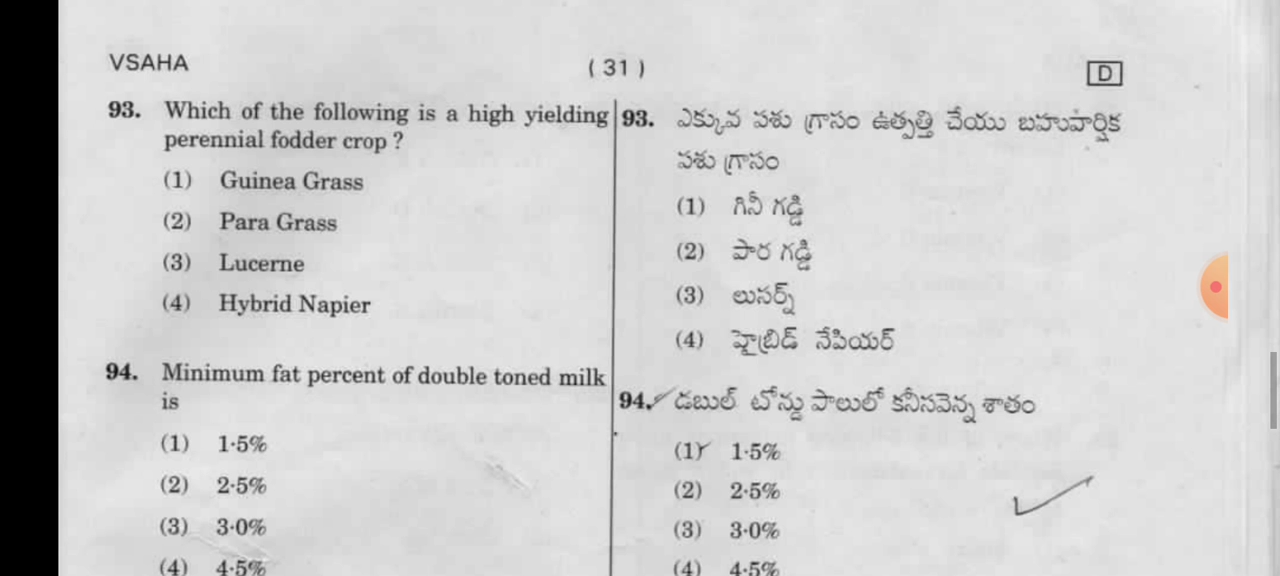 VSAHA
( 31 )
D
93. Which of the following is a high yielding
perennial fodder crop ?
(1) Guinea Grass
(2) Para Grass
(3) Lucerne
(4) Hybrid Napier
94. Minimum fat percent of double toned milk
is
(1) 1·5%
(2) 2·5%
(3) 3·0%
(4) 4·5%
93. ఎక్కువ పశు గ్రాసం ఉత్పత్తి చేయు బహువార్షిక
పశు గ్రాసం
(1) గినీ గడ్డి
(2) పార గడ్డి
(3) లుసర్న్
(4) హైబ్రిడ్ నేపియర్
94. డబుల్ టోన్డు పాలులో కనీసవెన్న శాతం
(1) 1·5%
(2) 2·5%
(3) 3·0%
(4) 4·5%